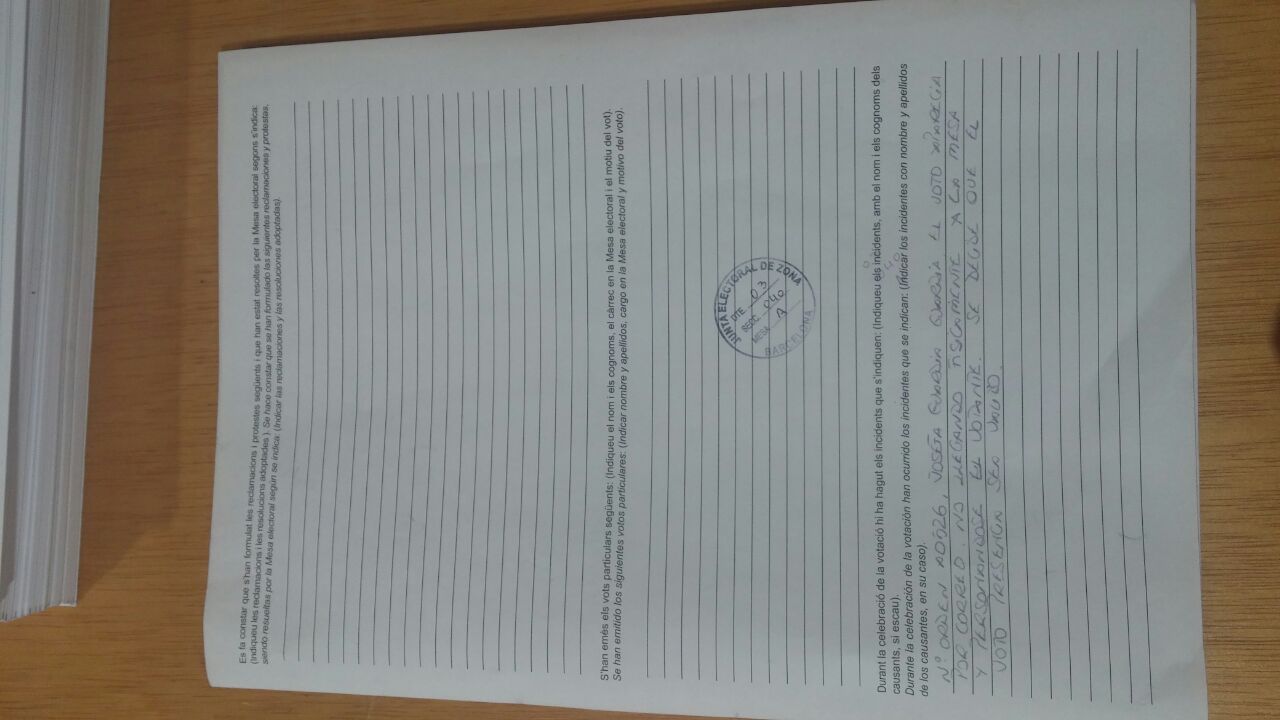 Es fa constar que s'han formulat les reclamacions i protestes següents i que han estat resoltes per la Mesa electoral segons s'indica:
(Indiqueu les reclamacions i les resolucions adoptades ). Se hace constar que se han formulado las siguientes reclamaciones y protestas,
siendo resueltas por la Mesa electoral según se indica: (Indicar las reclamaciones y las resoluciones adoptadas).
S'han emès els vots particulars següents: (Indiqueu el nom i els cognoms, el càrrec en la Mesa electoral i el motiu del vot).
Se han emitido los siguientes votos particulares: (Indicar nombre y apellidos, cargo en la Mesa electoral y motivo del voto).
JUNTA ELECTORAL DE ZONA
DTE. 03
SECC. 040
MESA A
BARCELONA
Durant la celebració de la votació hi ha hagut els incidents que s'indiquen: (Indiqueu els incidents, amb el nom i els cognoms dels
causants, si escau).
Durante la celebración de la votación han ocurrido los incidentes que se indican: (Indicar los incidentes con nombre y apellidos
de los causantes, en su caso).
Nº ORDEN A0526, JOSEFA GUARDIA GUARDIA EL VOTO
POR CORREO. NO LLEGANDO FISICAMENTE A LA MESA
Y PERSONANDOSE EL VOTANTE. SE DECIDE QUE EL
VOTO PRESENCIAL SEA VALIDO.